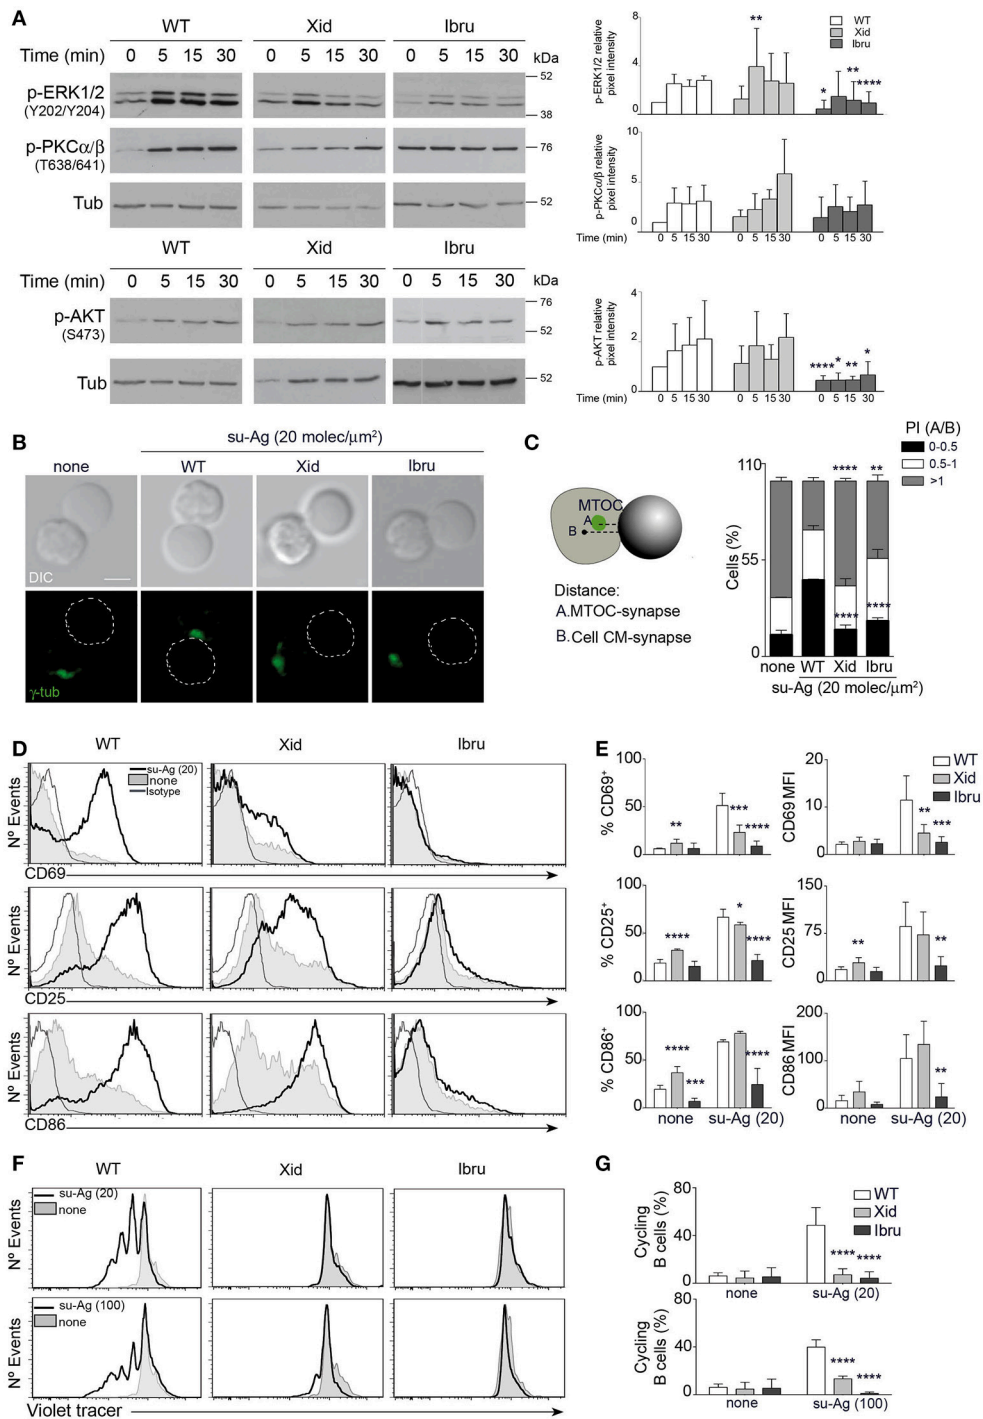 A
WT Xid Ibru
Time (min) 0 5 15 30 0 5 15 30 0 5 15 30 kDa
p-ERK1/2
(Y202/Y204)
52
38
p-PKCα/β
(T638/641)
76
Tub
52
WT Xid Ibru
Time (min) 0 5 15 30 0 5 15 30 0 5 15 30 kDa
p-AKT
(S473)
76
52
Tub
52
p-ERK1/2 relative
pixel intensity
8
4
0
**
*
**
****
WT
Xid
Ibru
p-PKCα/β relative
pixel intensity
10
5
0
Time (min) 0 5 15 30 0 5 15 30 0 5 15 30
p-AKT relative
pixel intensity
4
2
0
**** * ** *
Time (min) 0 5 15 30 0 5 15 30 0 5 15 30
B
su-Ag (20 molec/μm²)
none WT Xid Ibru
DIC
γ-tub
C
MTOC
A
B
Distance:
A.MTOC-synapse
B.Cell CM-synapse
PI (A/B)
0-0.5
0.5-1
>1
Cells (%)
110
55
0
**** **
**** ****
none WT Xid Ibru
su-Ag (20 molec/μm²)
D
WT Xid Ibru
su-Ag (20)
none
Isotype
Nº Events
CD69
Nº Events
CD25
Nº Events
CD86
E
% CD69⁺
100
50
0
** *** ****
CD69 MFI
20
10
0
** ***
WT
Xid
Ibru
% CD25⁺
100
50
0
**** * ****
CD25 MFI
150
75
0
** **
% CD86⁺
100
50
0
**** *** ****
none su-Ag (20)
CD86 MFI
200
100
0
**
none su-Ag (20)
F
WT Xid Ibru
su-Ag (20)
none
Nº Events
su-Ag (100)
none
Nº Events
Violet tracer
G
Cycling
B cells (%)
80
40
0
WT
Xid
Ibru
**** ****
none su-Ag (20)
Cycling
B cells (%)
80
40
0
**** ****
none su-Ag (100)